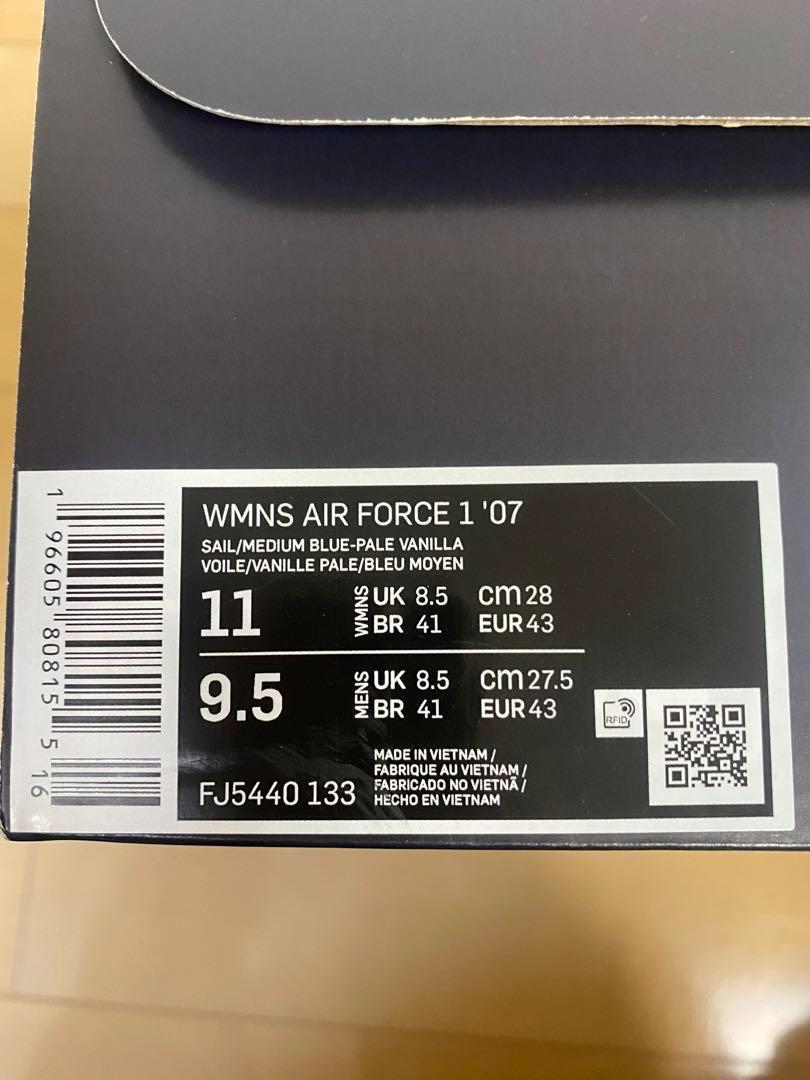 WMNS AIR FORCE 1 '07
SAIL/MEDIUM BLUE-PALE VANILLA
VOILE/VANILLE PALE/BLEU MOYEN
11 WMNS UK 8.5 CM 28
BR 41 EUR 43
9.5 MENS UK 8.5 CM 27.5
BR 41 EUR 43
RFID
MADE IN VIETNAM /
FABRIQUE AU VIETNAM /
FABRICADO NO VIETNÃ /
HECHO EN VIETNAM
FJ5440 133
1 96605 80815 5 16